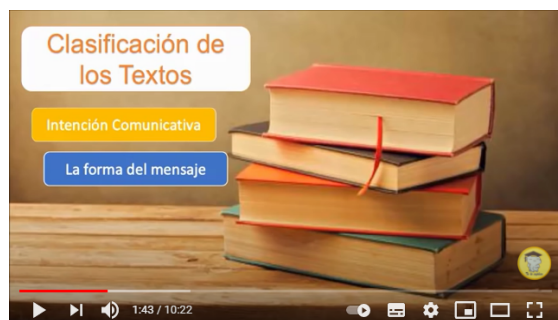 Clasificación de
los Textos
Intención Comunicativa
La forma del mensaje
1:43 / 10:22